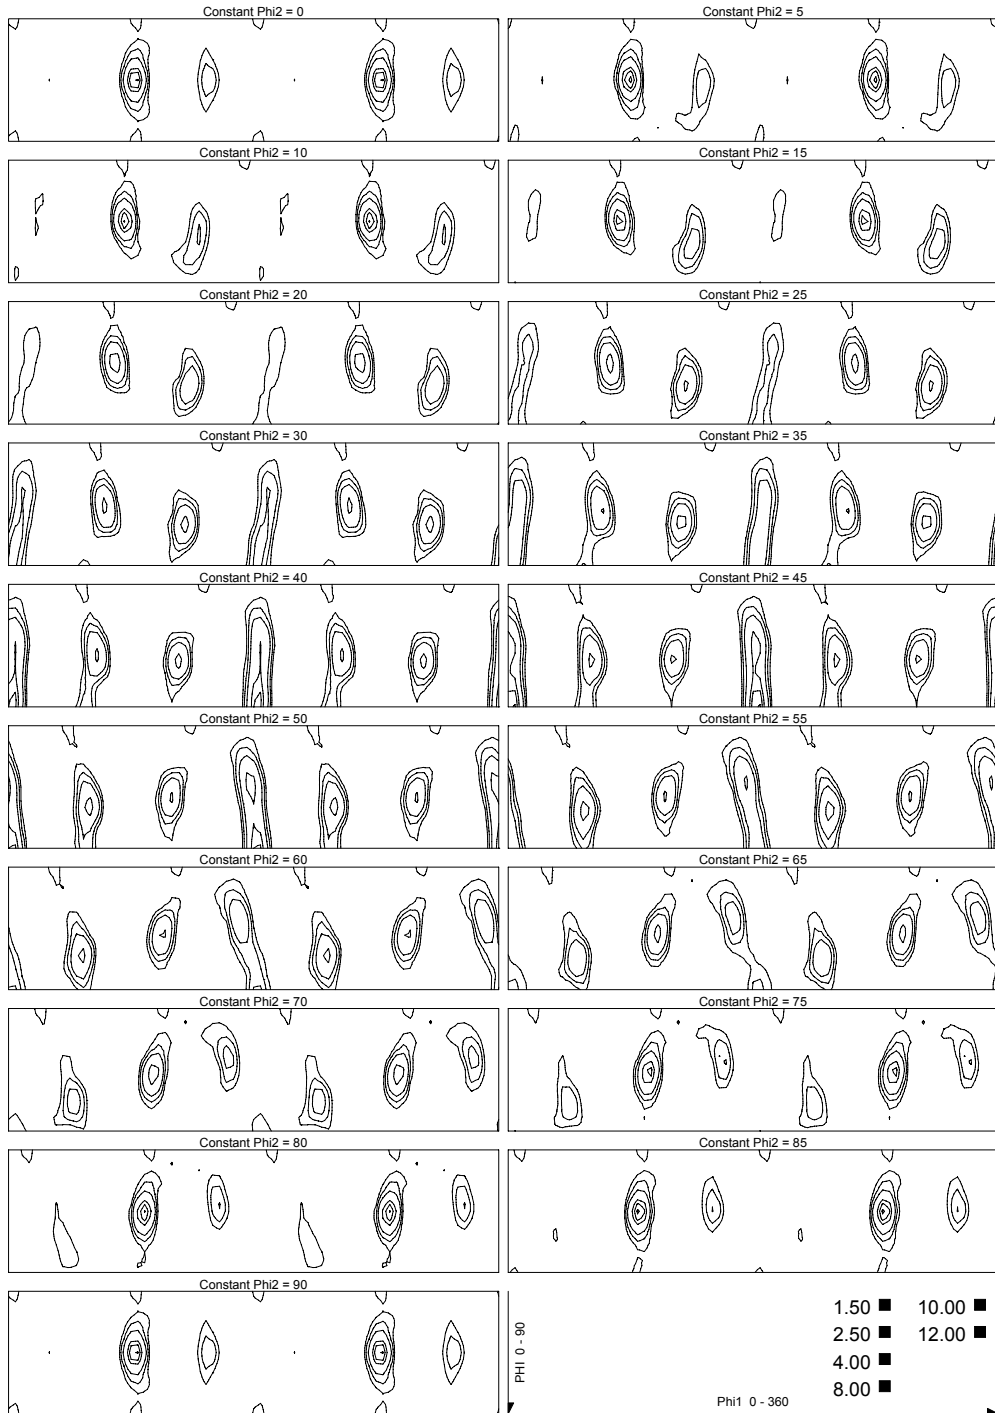 Constant Phi2 = 0
Constant Phi2 = 5
Constant Phi2 = 10
Constant Phi2 = 15
Constant Phi2 = 20
Constant Phi2 = 25
Constant Phi2 = 30
Constant Phi2 = 35
Constant Phi2 = 40
Constant Phi2 = 45
Constant Phi2 = 50
Constant Phi2 = 55
Constant Phi2 = 60
Constant Phi2 = 65
Constant Phi2 = 70
Constant Phi2 = 75
Constant Phi2 = 80
Constant Phi2 = 85
Constant Phi2 = 90
PHI 0 - 90
1.50 10.00
2.50 12.00
4.00
8.00
Phi1 0 - 360